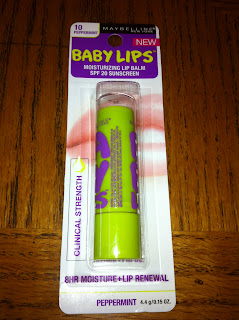 10
PEPPERMINT
MAYBELLINE
NEW YORK
NEW
BABY LIPS
MOISTURIZING LIP BALM
SPF 20 SUNSCREEN
CLINICAL STRENGTH
8HR MOISTURE + LIP RENEWAL
PEPPERMINT 4.4 g/0.15 OZ.